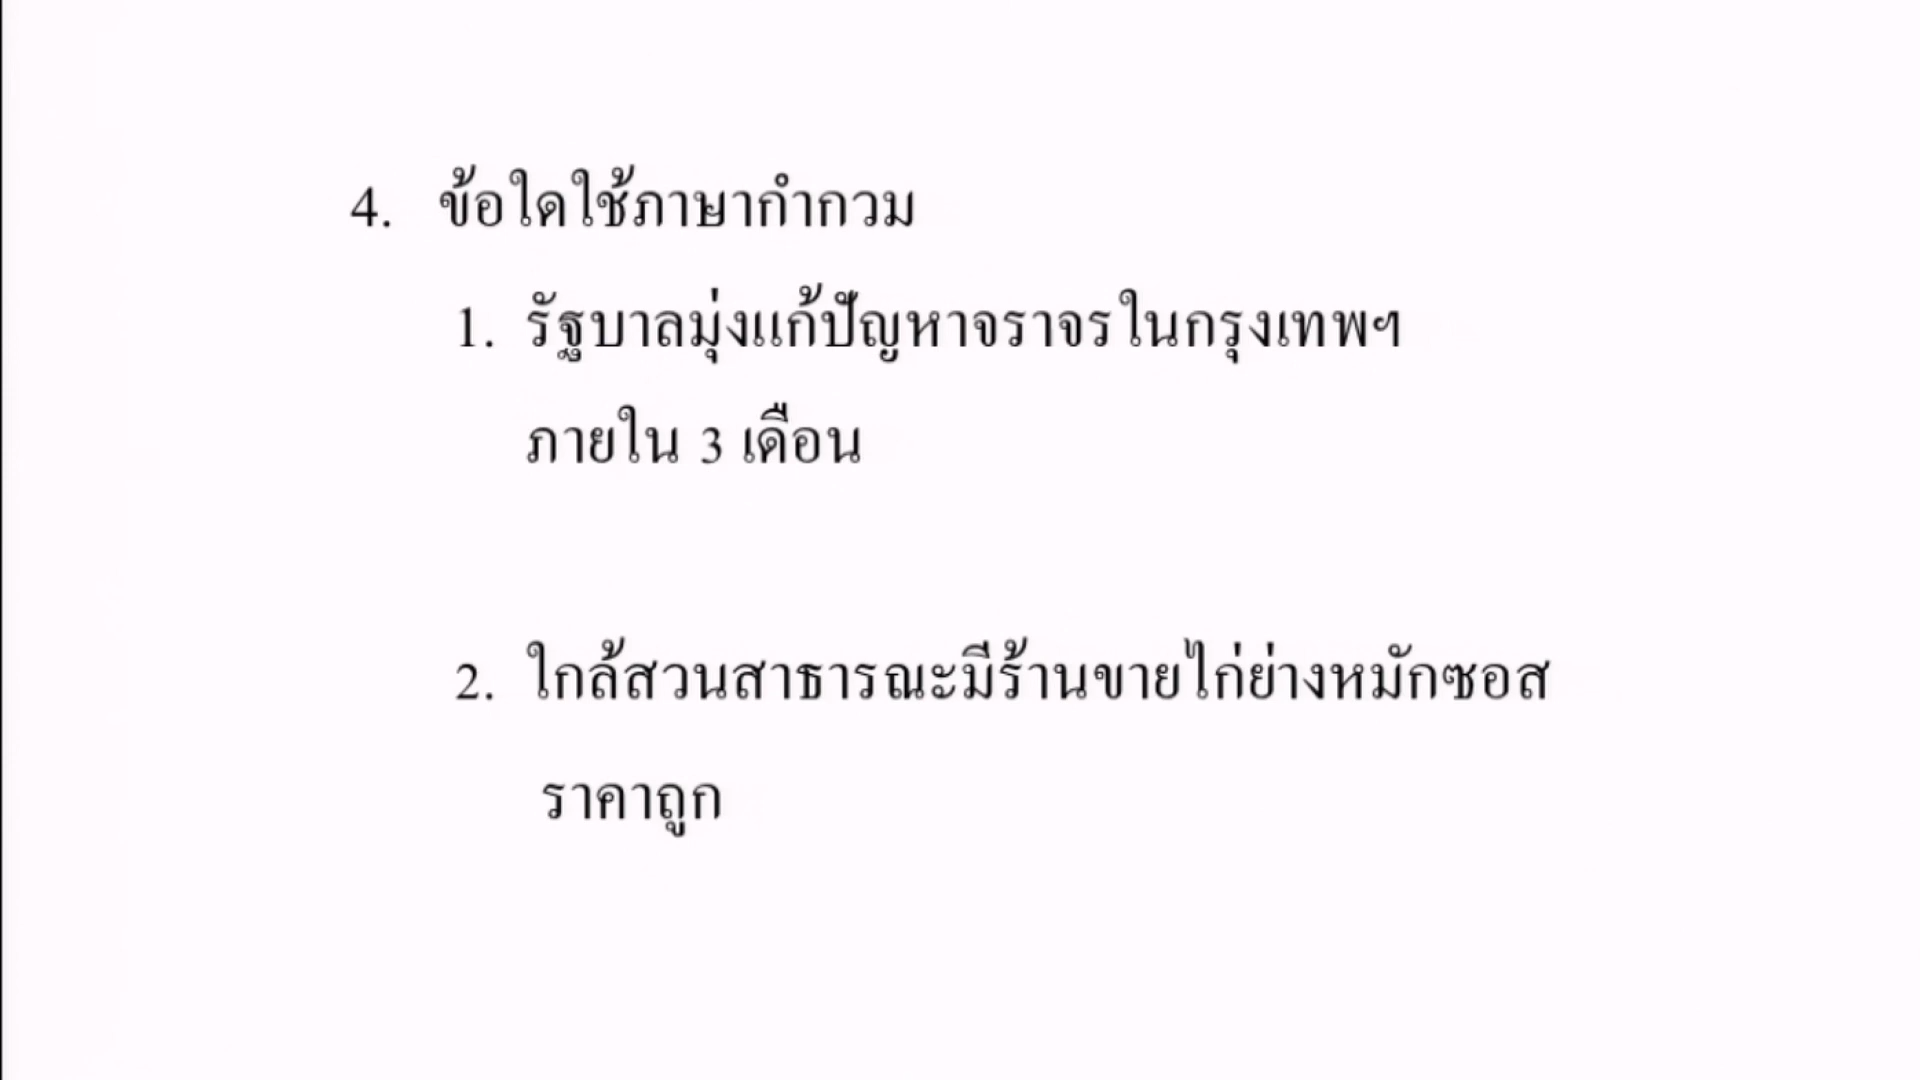 4. ข้อใดใช้ภาษากำกวม
1. รัฐบาลมุ่งแก้ปัญหาจราจรในกรุงเทพฯ
ภายใน 3 เดือน
2. ใกล้สวนสาธารณะมีร้านขายไก่ย่างหมักซอส
ราคาถูก